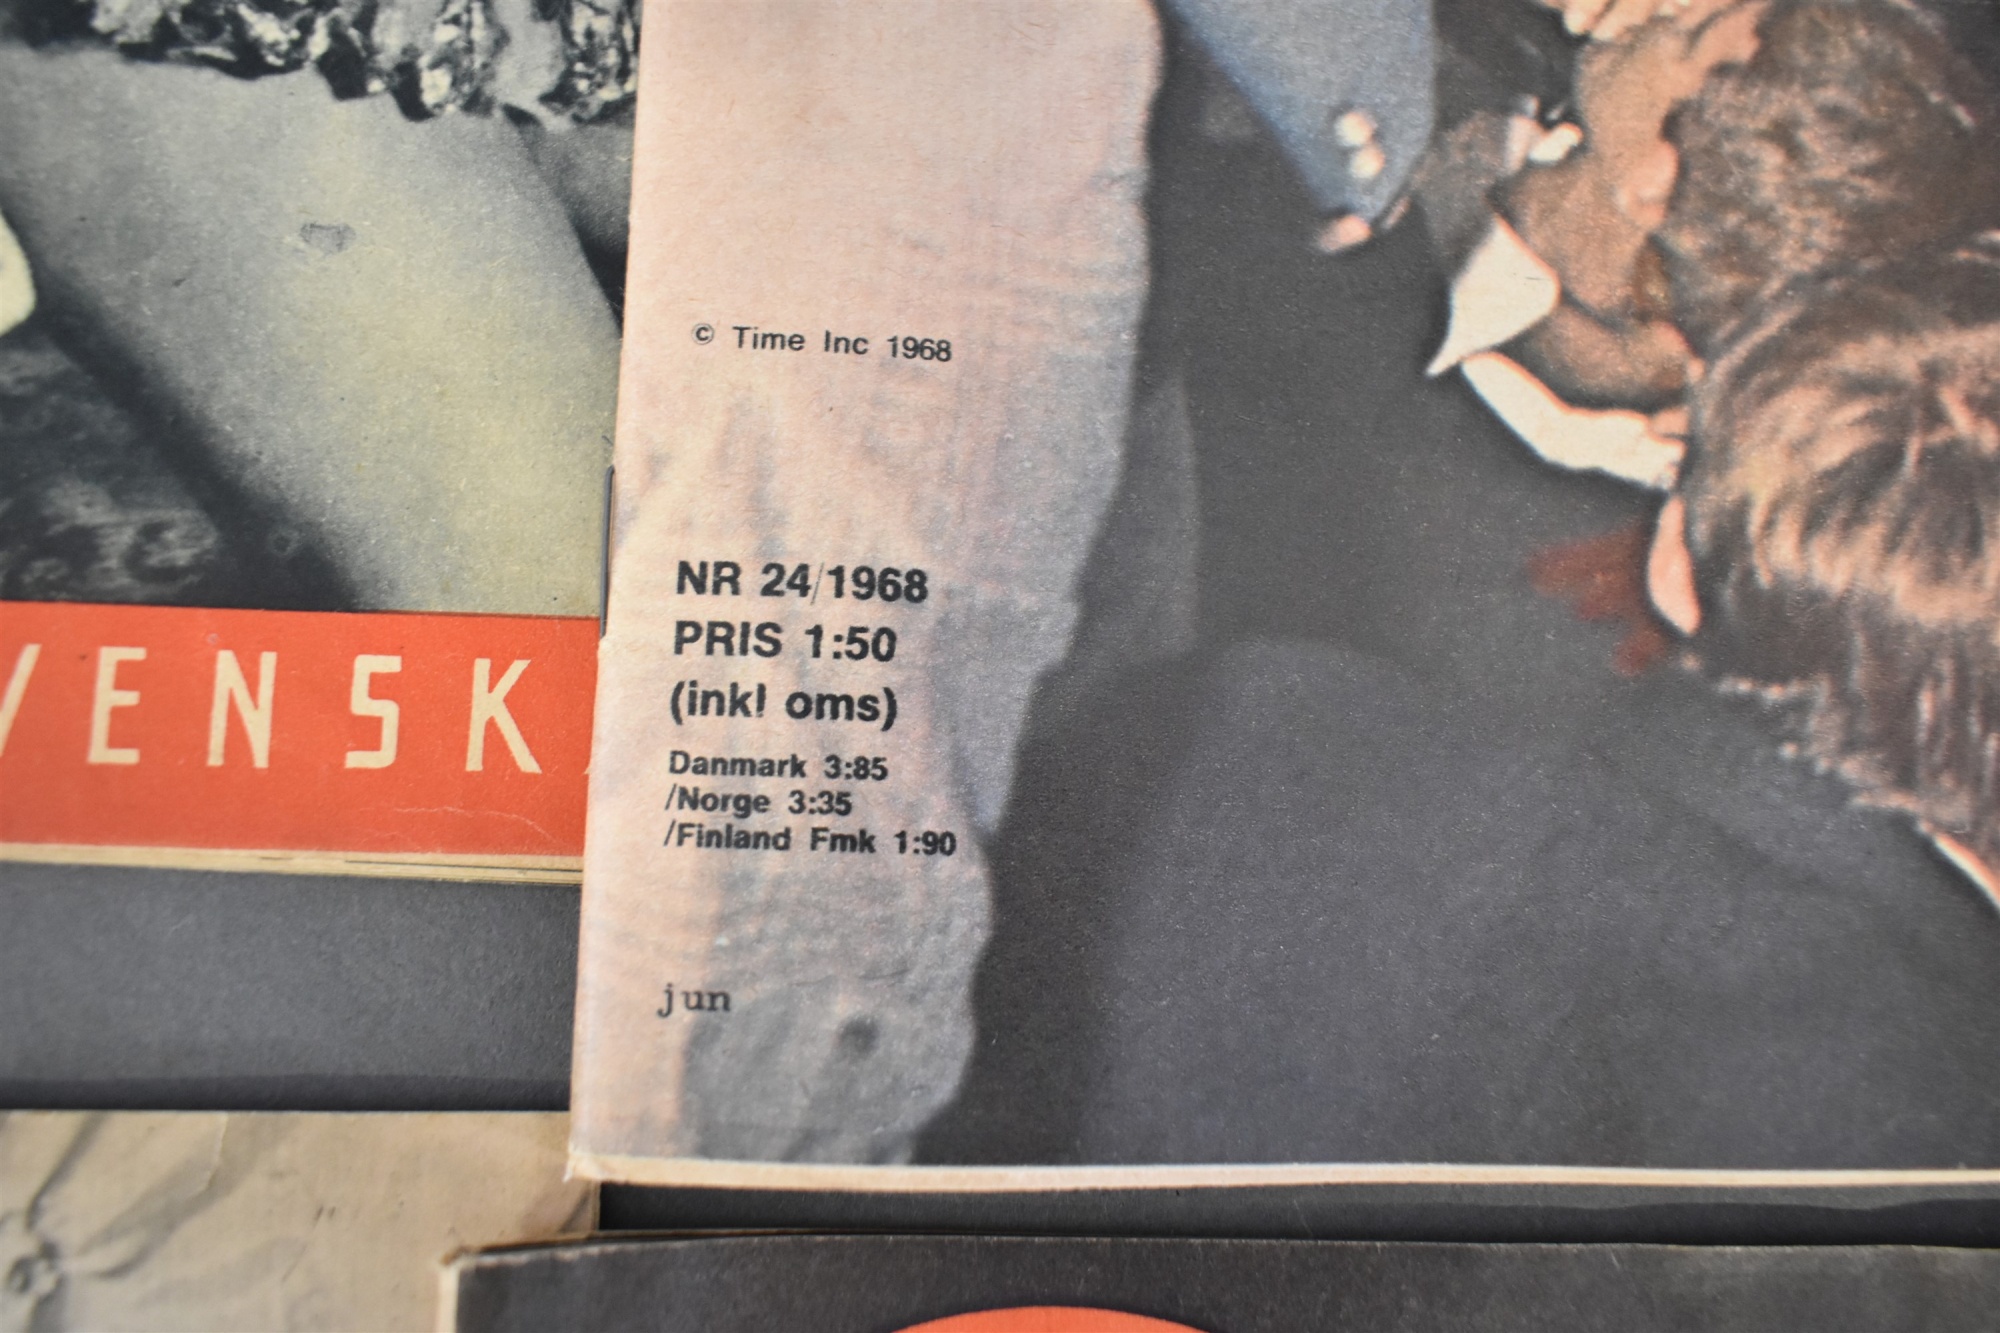 © Time Inc 1968
NR 24/1968
PRIS 1:50
(inkl oms)
Danmark 3:85
/Norge 3:35
/Finland Fmk 1:90
jun
VENSK